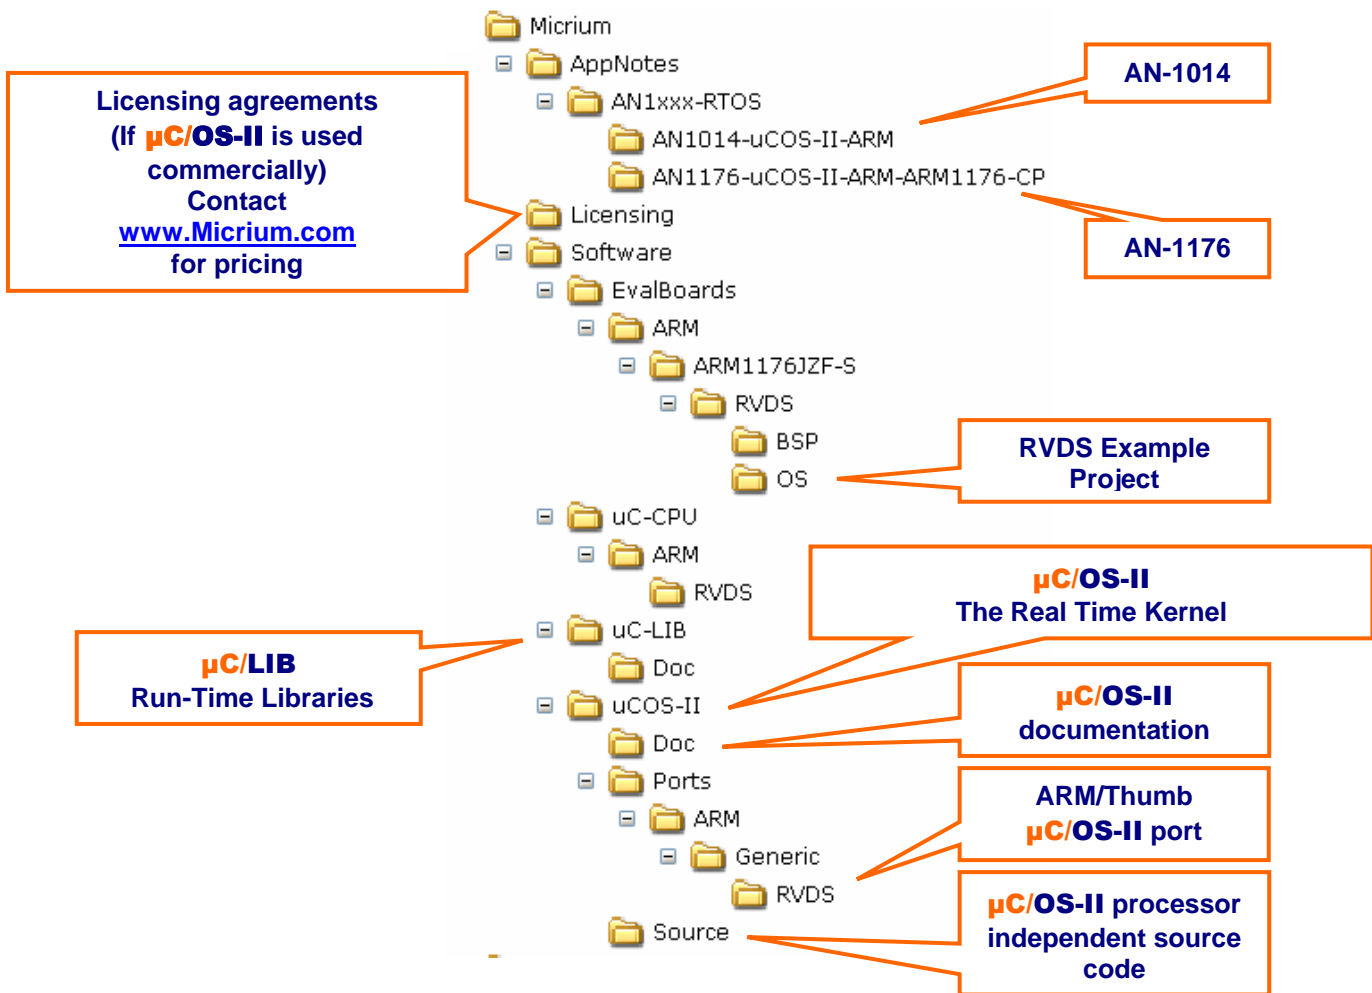 Micrium
AppNotes
AN1xxx-RTOS
AN1014-uCOS-II-ARM
AN1176-uCOS-II-ARM-ARM1176-CP
Licensing
Software
EvalBoards
ARM
ARM1176JZF-S
RVDS
BSP
OS
uC-CPU
ARM
RVDS
uC-LIB
Doc
uCOS-II
Doc
Ports
ARM
Generic
RVDS
Source
Licensing agreements
(If µC/OS-II is used
commercially)
Contact
www.Micrium.com
for pricing
µC/LIB
Run-Time Libraries
AN-1014
AN-1176
RVDS Example
Project
µC/OS-II
The Real Time Kernel
µC/OS-II
documentation
ARM/Thumb
µC/OS-II port
µC/OS-II processor
independent source
code